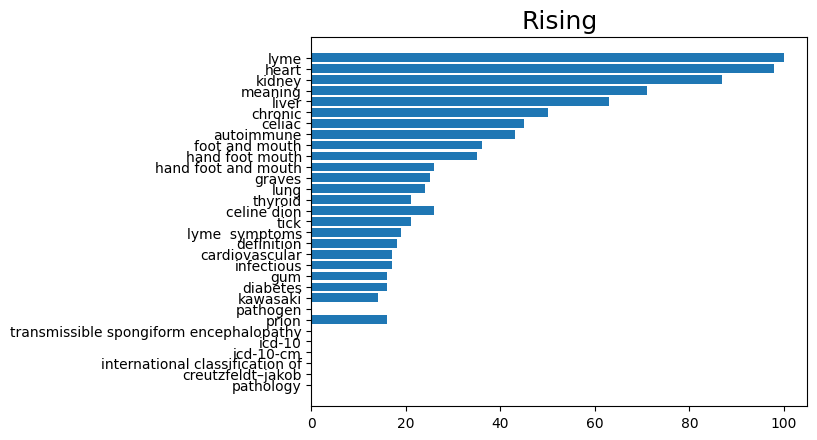 Rising
lyme
heart
kidney
meaning
liver
chronic
celiac
autoimmune
foot and mouth
hand foot mouth
hand foot and mouth
graves
lung
thyroid
celine dion
tick
lyme  symptoms
definition
cardiovascular
infectious
gum
diabetes
kawasaki
pathogen
prion
transmissible spongiform encephalopathy
icd-10
icd-10-cm
international classification of
creutzfeldt–jakob
pathology
0 20 40 60 80 100